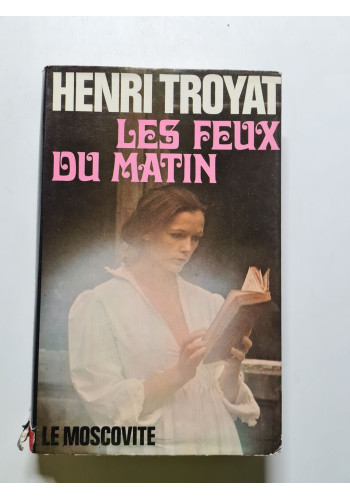 HENRI TROYAT
LES FEUX
DU MATIN
LE MOSCOVITE